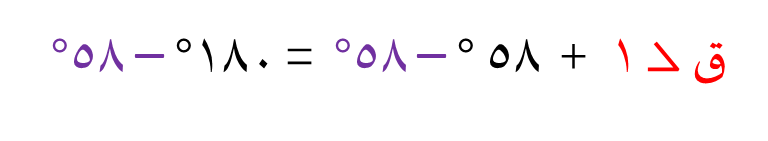 ق ∠ ١ + ٥٨° − ٥٨° = ١٨٠° − ٥٨°